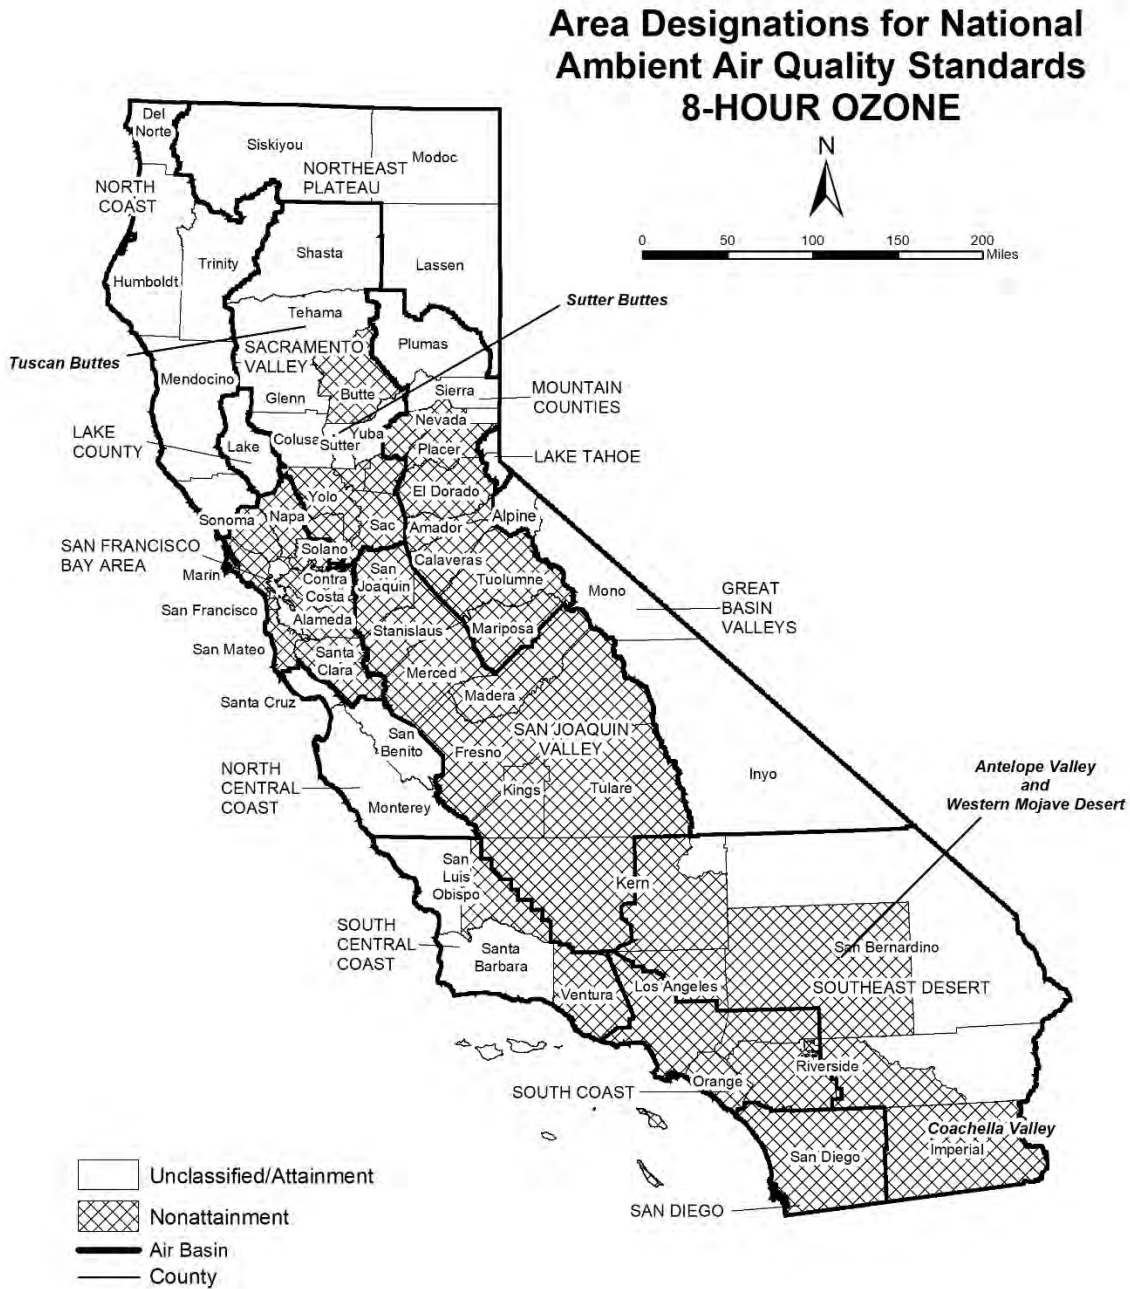 Area Designations for National
Ambient Air Quality Standards
8-HOUR OZONE
N
0 50 100 150 200
Miles
Del
Norte
Siskiyou
Modoc
NORTHEAST
PLATEAU
NORTH
COAST
Shasta
Trinity
Lassen
Humboldt
Sutter Buttes
Tehama
Tuscan Buttes
SACRAMENTO
VALLEY
Plumas
Mendocino
Butte
Sierra
MOUNTAIN
COUNTIES
Glenn
Nevada
LAKE
COUNTY
Lake
Colusa
Sutter
Yuba
Placer
LAKE TAHOE
Yolo
El Dorado
Sonoma
Napa
Sac
Amador
Alpine
SAN FRANCISCO
BAY AREA
Solano
Calaveras
Marin
Contra
Costa
San
Joaquin
Tuolumne
Mono
GREAT
BASIN
VALLEYS
San Francisco
Alameda
Stanislaus
Mariposa
San Mateo
Santa
Clara
Merced
Madera
Santa Cruz
San
Benito
Fresno
SAN JOAQUIN
VALLEY
NORTH
CENTRAL
COAST
Monterey
Kings
Tulare
Inyo
Antelope Valley
and
Western Mojave Desert
San
Luis
Obispo
Kern
SOUTH
CENTRAL
COAST
Santa
Barbara
San Bernardino
SOUTHEAST DESERT
Ventura
Los Angeles
Riverside
Orange
SOUTH COAST
Coachella Valley
Imperial
San Diego
SAN DIEGO
Unclassified/Attainment
Nonattainment
Air Basin
County